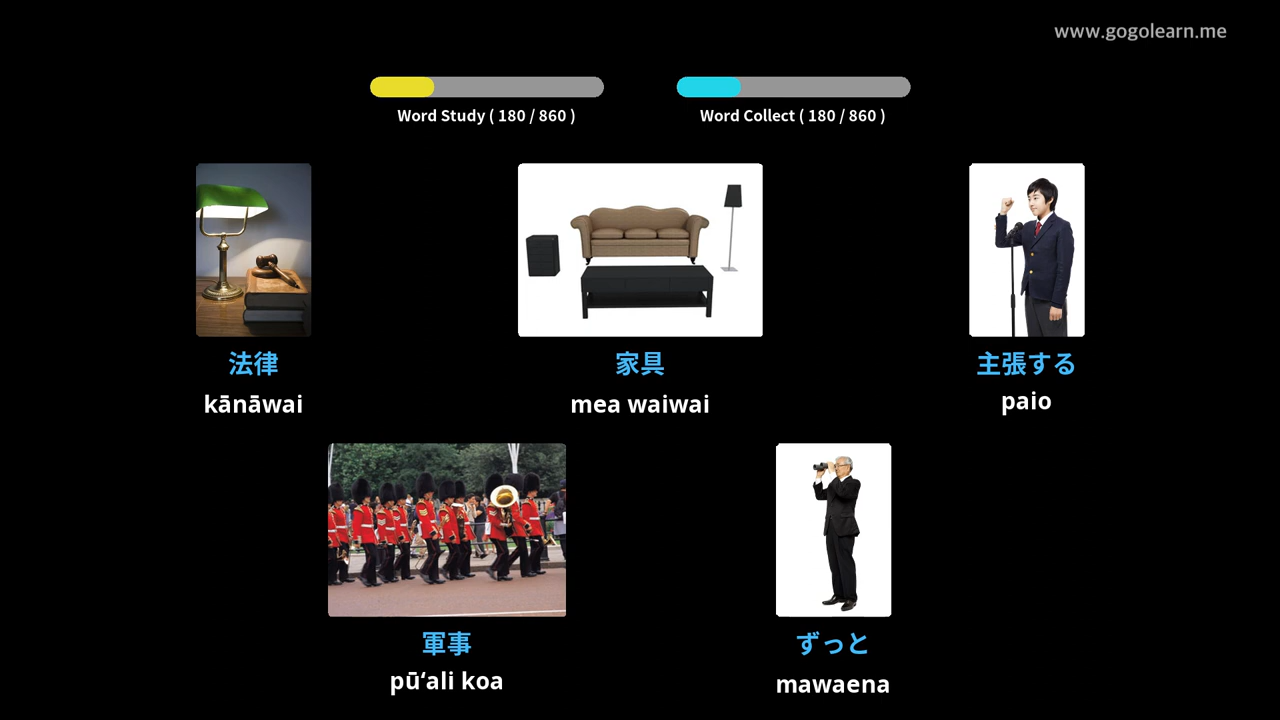 www.gogolearn.me
Word Study ( 180 / 860 )
Word Collect ( 180 / 860 )
法律
kānāwai
家具
mea waiwai
主張する
paio
軍事
pūʻali koa
ずっと
mawaena